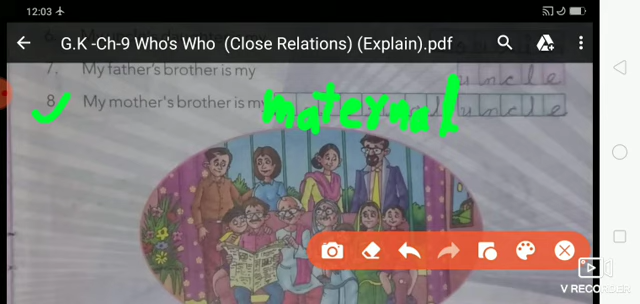 12:03
G.K -Ch-9 Who's Who (Close Relations) (Explain).pdf
7. My father's brother is my uncle
8. My mother's brother is my maternal uncle
V RECORDER